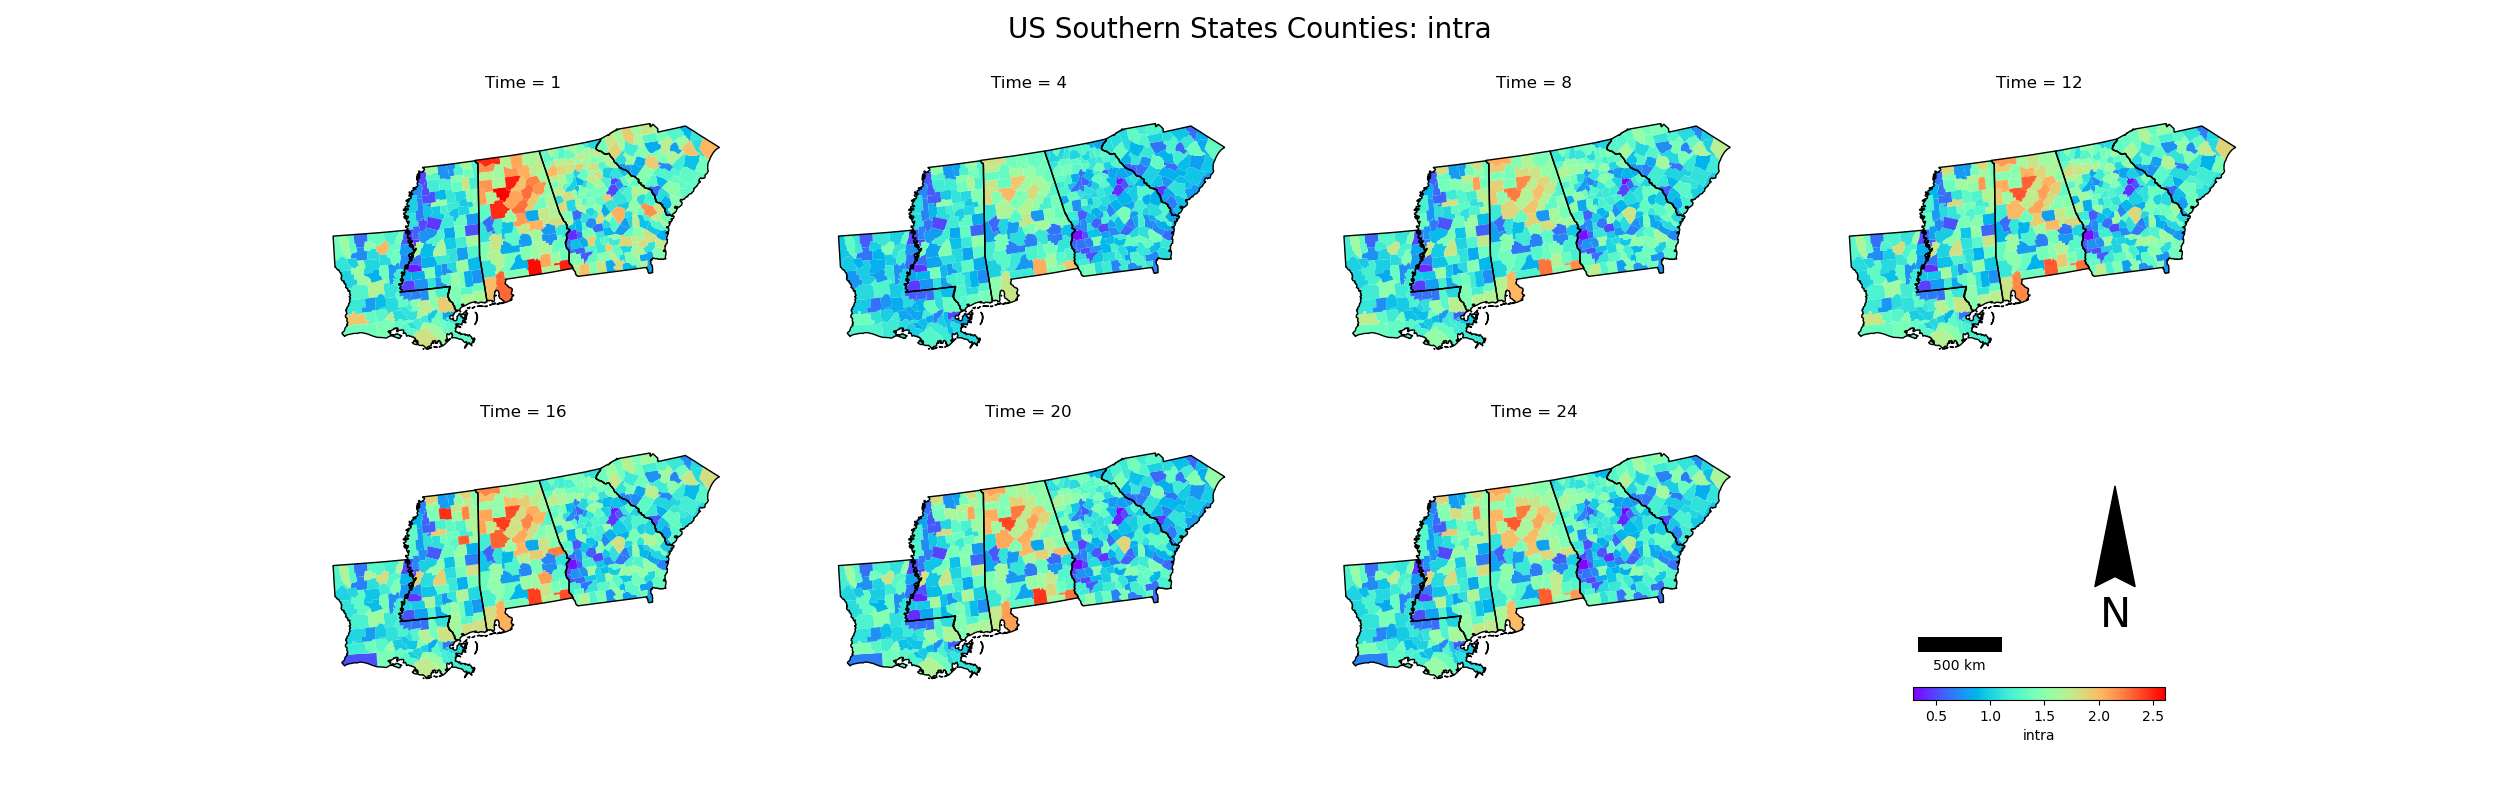 US Southern States Counties: intra
Time = 1
Time = 4
Time = 8
Time = 12
Time = 16
Time = 20
Time = 24
N
500 km
0.5 1.0 1.5 2.0 2.5
intra